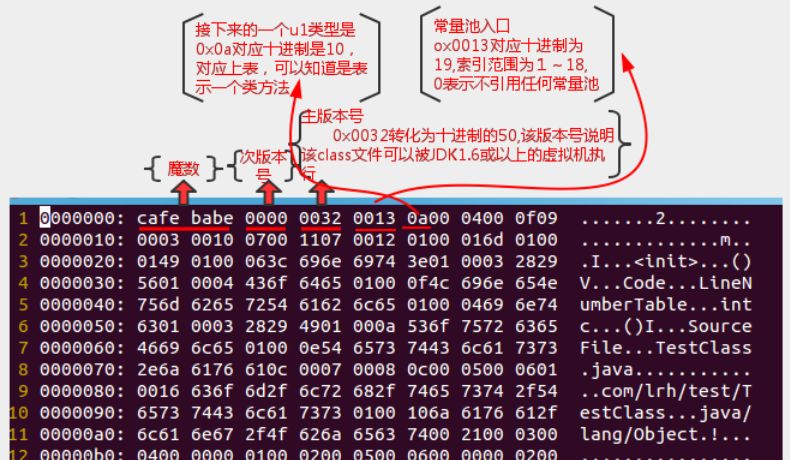 接下来的一个u1类型是
0x0a对应十进制是10，
对应上表，可以知道是表
示一个类方法
常量池入口
ox0013对应十进制为
19,索引范围为１～18,
0表示不引用任何常量池
主版本号
0x0032转化为十进制的50,该版本号说明
该class文件可以被JDK1.6或以上的虚拟机执
行
魔数
次版本
号
1 0000000: cafe babe 0000 0032 0013 0a00 0400 0f09 .......2........
2 0000010: 0003 0010 0700 1107 0012 0100 016d 0100 .............m..
3 0000020: 0149 0100 063c 696e 6974 3e01 0003 2829 .I...<init>...()
4 0000030: 5601 0004 436f 6465 0100 0f4c 696e 654e V...Code...LineN
5 0000040: 756d 6265 7254 6162 6c65 0100 0469 6e74 umberTable...int
6 0000050: 6301 0003 2829 4901 000a 536f 7572 6365 c...()I...Source
7 0000060: 4669 6c65 0100 0e54 6573 7443 6c61 7373 File...TestClass
8 0000070: 2e6a 6176 610c 0007 0008 0c00 0500 0601 .java...........
9 0000080: 0016 636f 6d2f 6c72 682f 7465 7374 2f54 ..com/lrh/test/T
10 0000090: 6573 7443 6c61 7373 0100 106a 6176 612f estClass...java/
11 00000a0: 6c61 6e67 2f4f 626a 6563 7400 2100 0300 lang/Object.!...
12 00000b0: 0400 0000 0100 0200 0500 0600 0000 0200 ................